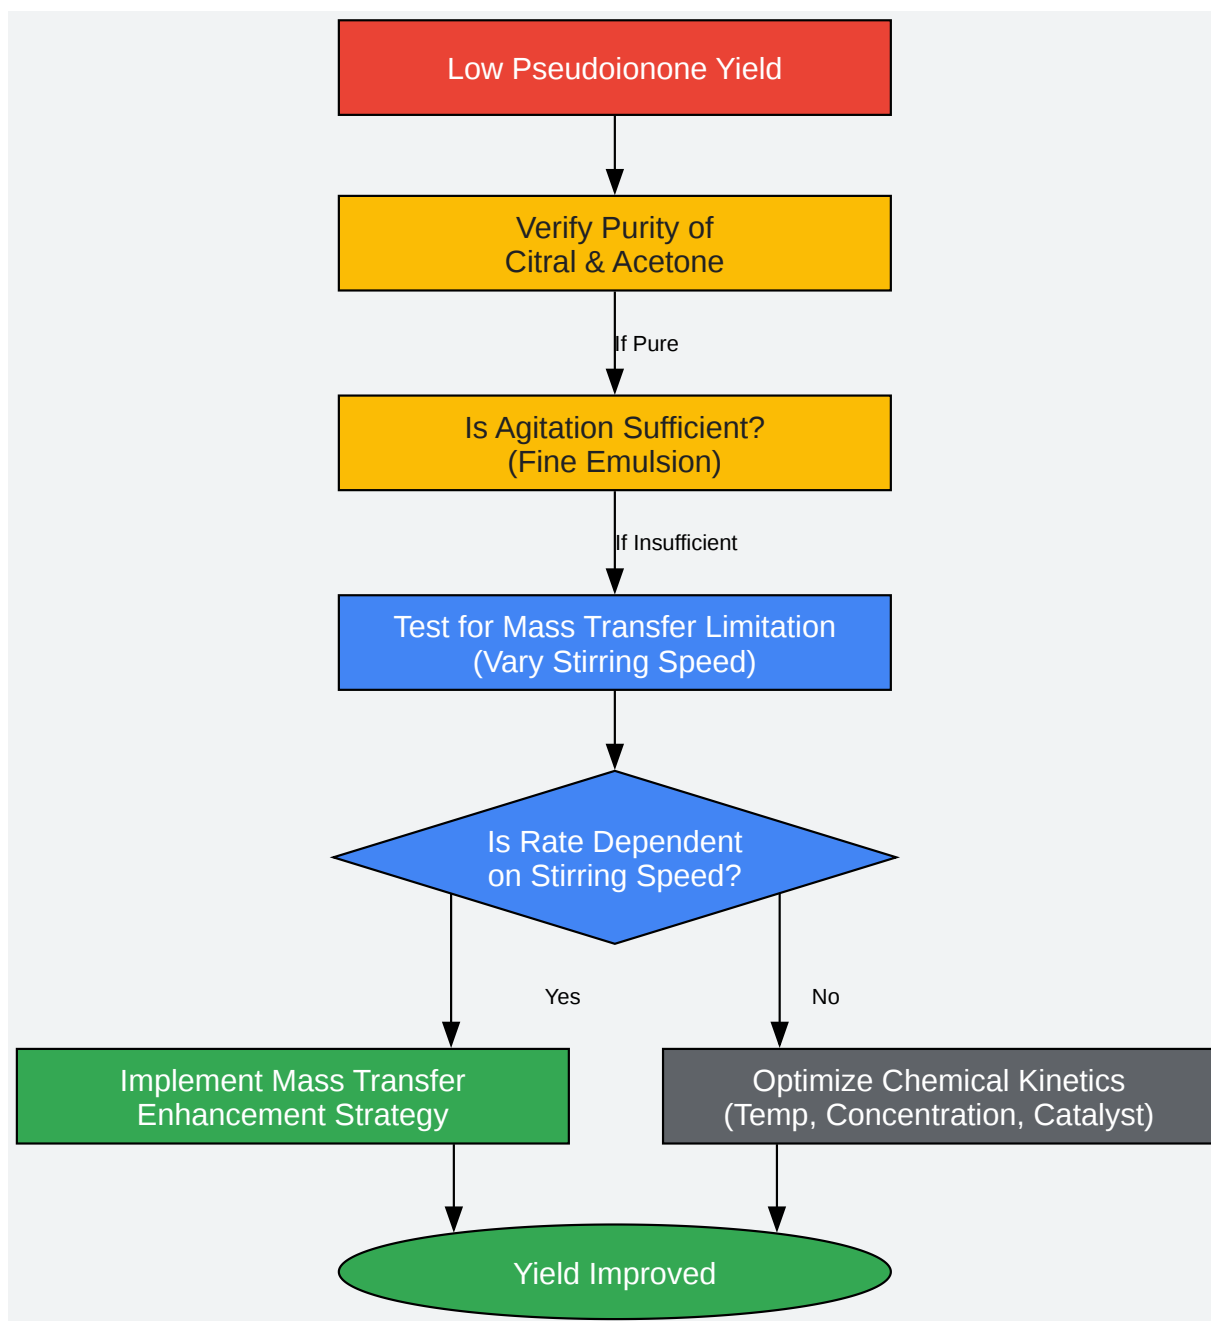 Low Pseudoionone Yield
Verify Purity of
Citral & Acetone
If Pure
Is Agitation Sufficient?
(Fine Emulsion)
If Insufficient
Test for Mass Transfer Limitation
(Vary Stirring Speed)
Is Rate Dependent
on Stirring Speed?
Yes
No
Implement Mass Transfer
Enhancement Strategy
Optimize Chemical Kinetics
(Temp, Concentration, Catalyst)
Yield Improved